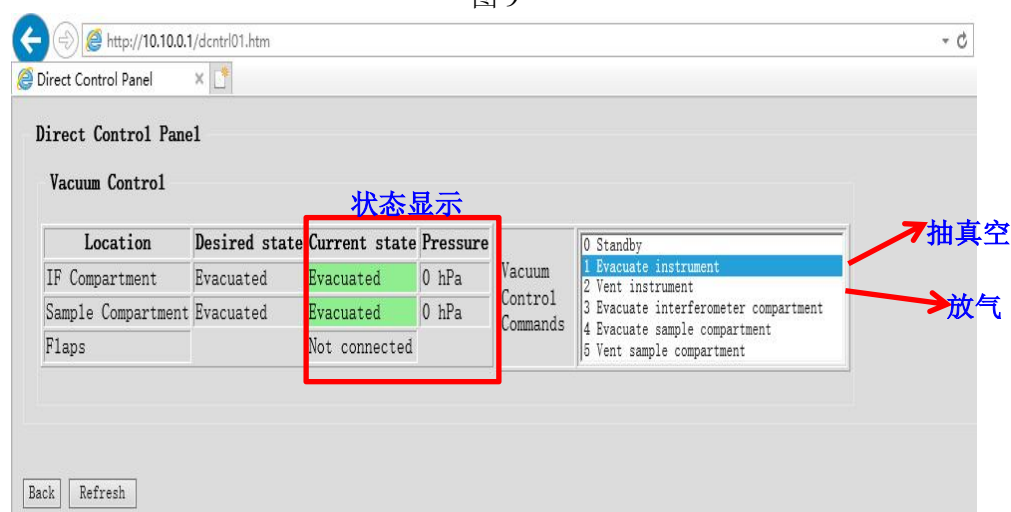 图 9
http://10.10.0.1/dcntrl01.htm
Direct Control Panel
Direct Control Panel
Vacuum Control
状态显示
Location Desired state Current state Pressure
IF Compartment Evacuated Evacuated 0 hPa
Sample Compartment Evacuated Evacuated 0 hPa
Flaps Not connected
Vacuum
Control
Commands
0 Standby
1 Evacuate instrument
2 Vent instrument
3 Evacuate interferometer compartment
4 Evacuate sample compartment
5 Vent sample compartment
抽真空
放气
Back Refresh